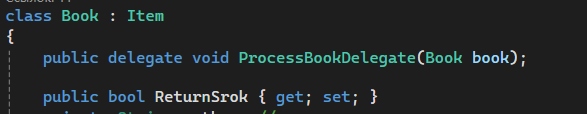 class Book : Item
{
public delegate void ProcessBookDelegate(Book book);
public bool ReturnSrok { get; set; }